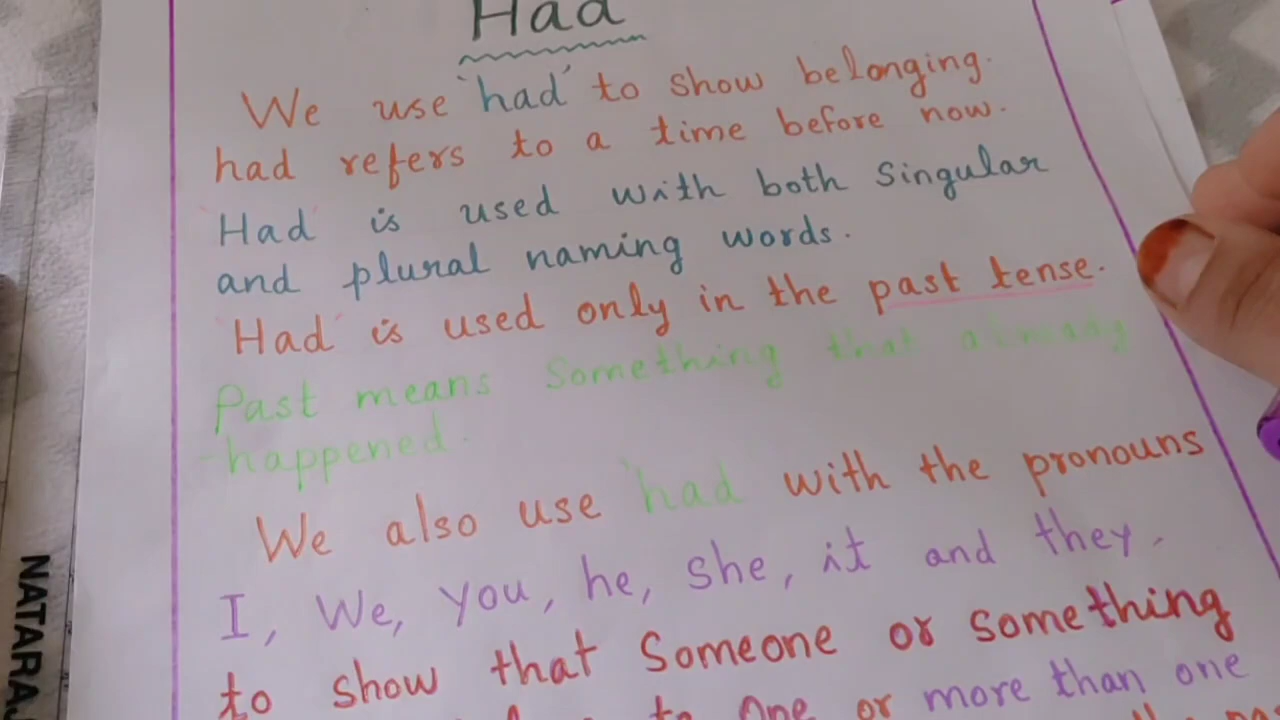 Had
We use 'had' to show belonging.
had refers to a time before now.
Had is used with both Singular
and plural naming words.
'Had' is used only in the past tense.
Past means Something that already
happened.
We also use 'had' with the pronouns
I, We, you, he, she, it and they.
to show that Someone or something
to one or more than one
NATARAJ